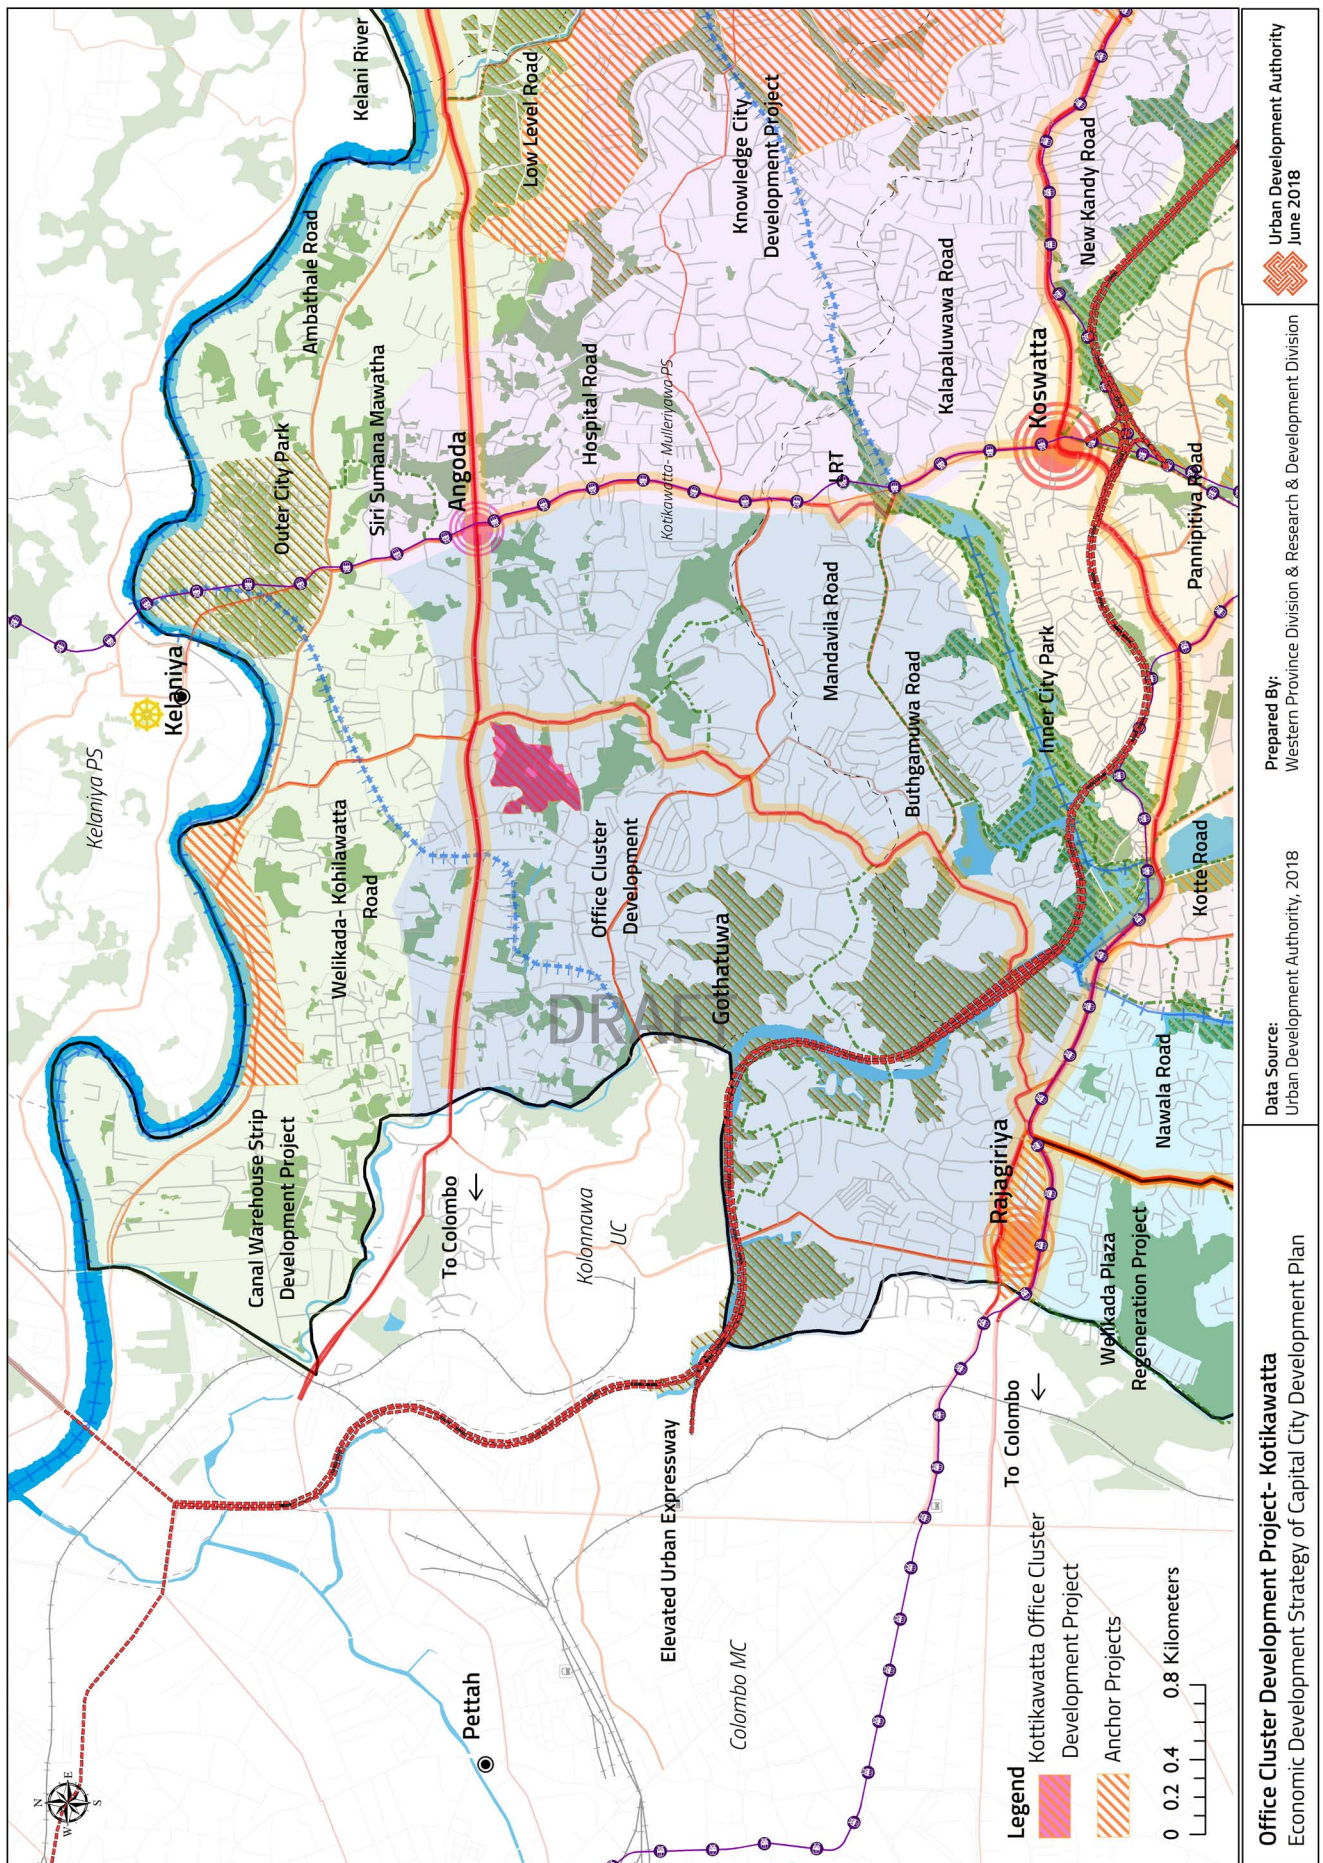 N
E
S
W
Kelani River
Low Level Road
Ambathale Road
Knowledge City
Development Project
New Kandy Road
Outer City Park
Siri Sumana Mawatha
Angoda
Hospital Road
Kotikawatta- Mulleriyawa PS
Kalapaluwawa Road
Koswatta
LRT
Pannipitiya Road
Kelaniya
Kelaniya PS
Mandavila Road
Buthgamuwa Road
Inner City Park
Welikada- Kohilawatta
Road
Office Cluster
Development
Gothatuwa
Kotte Road
DRAFT
Canal Warehouse Strip
Development Project
To Colombo
Kolonnawa
UC
Rajagiriya
Nawala Road
Welikada Plaza
Regeneration Project
Elevated Urban Expressway
To Colombo
Pettah
Colombo MC
Legend
Kottikawatta Office Cluster
Development Project
Anchor Projects
0 0.2 0.4 0.8 Kilometers
Office Cluster Development Project- Kotikawatta
Economic Development Strategy of Capital City Development Plan
Data Source:
Urban Development Authority, 2018
Prepared By:
Western Province Division & Research & Development Division
Urban Development Authority
June 2018